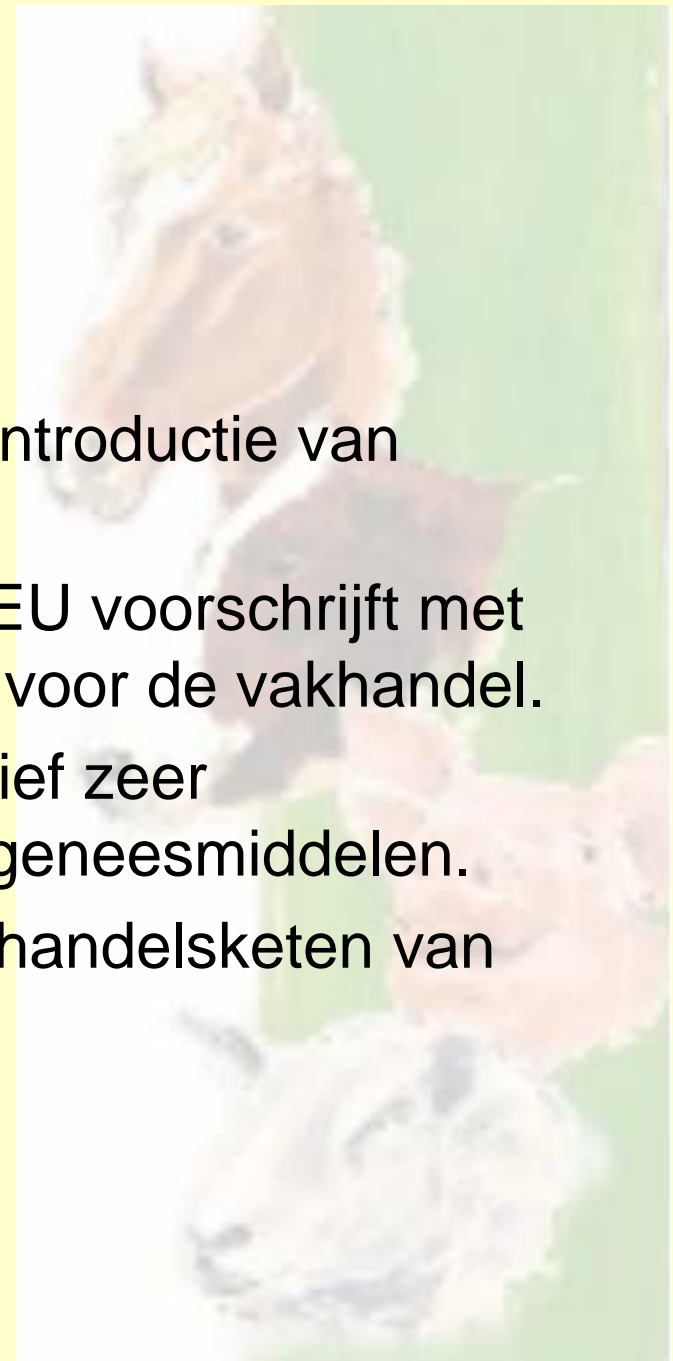 ntroductie van
EU voorschrijft met
voor de vakhandel.
ief zeer
geneesmiddelen.
handelsketen van